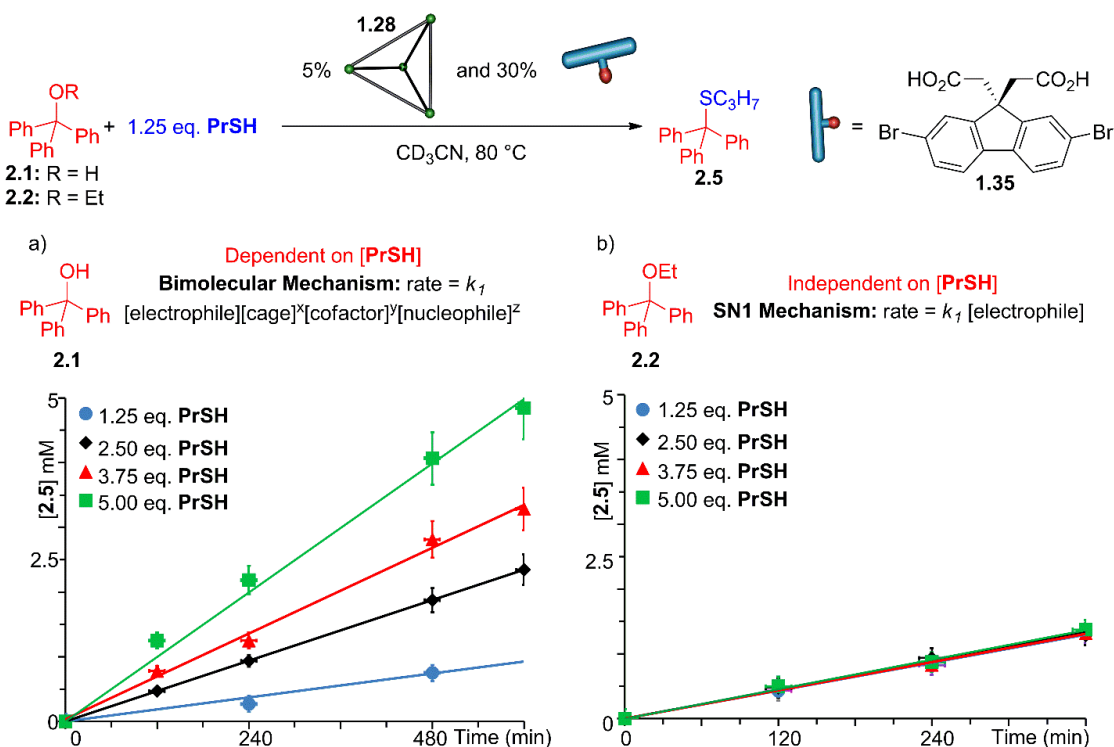 1.28
5%
and 30%
OR
Ph
Ph
Ph
+ 1.25 eq. PrSH
CD3CN, 80 °C
2.1: R = H
2.2: R = Et
SC3H7
Ph
Ph
Ph
2.5
=
HO2C
CO2H
Br
Br
1.35
a)
OH
Ph
Ph
Ph
2.1
Dependent on [PrSH]
Bimolecular Mechanism: rate = k1
[electrophile][cage]x[cofactor]y[nucleophile]z
5
2.5
0
[2.5] mM
1.25 eq. PrSH
2.50 eq. PrSH
3.75 eq. PrSH
5.00 eq. PrSH
0
240
480
Time (min)
b)
OEt
Ph
Ph
Ph
2.2
Independent on [PrSH]
SN1 Mechanism: rate = k1 [electrophile]
5
2.5
0
[2.5] mM
1.25 eq. PrSH
2.50 eq. PrSH
3.75 eq. PrSH
5.00 eq. PrSH
0
120
240
Time (min)